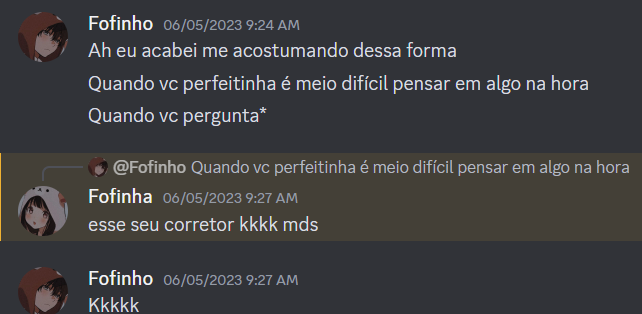 Fofinho 06/05/2023 9:24 AM
Ah eu acabei me acostumando dessa forma
Quando vc perfeitinha é meio difícil pensar em algo na hora
Quando vc pergunta*
@Fofinho Quando vc perfeitinha é meio difícil pensar em algo na hora
Fofinha 06/05/2023 9:27 AM
esse seu corretor kkkk mds
Fofinho 06/05/2023 9:27 AM
Kkkkk